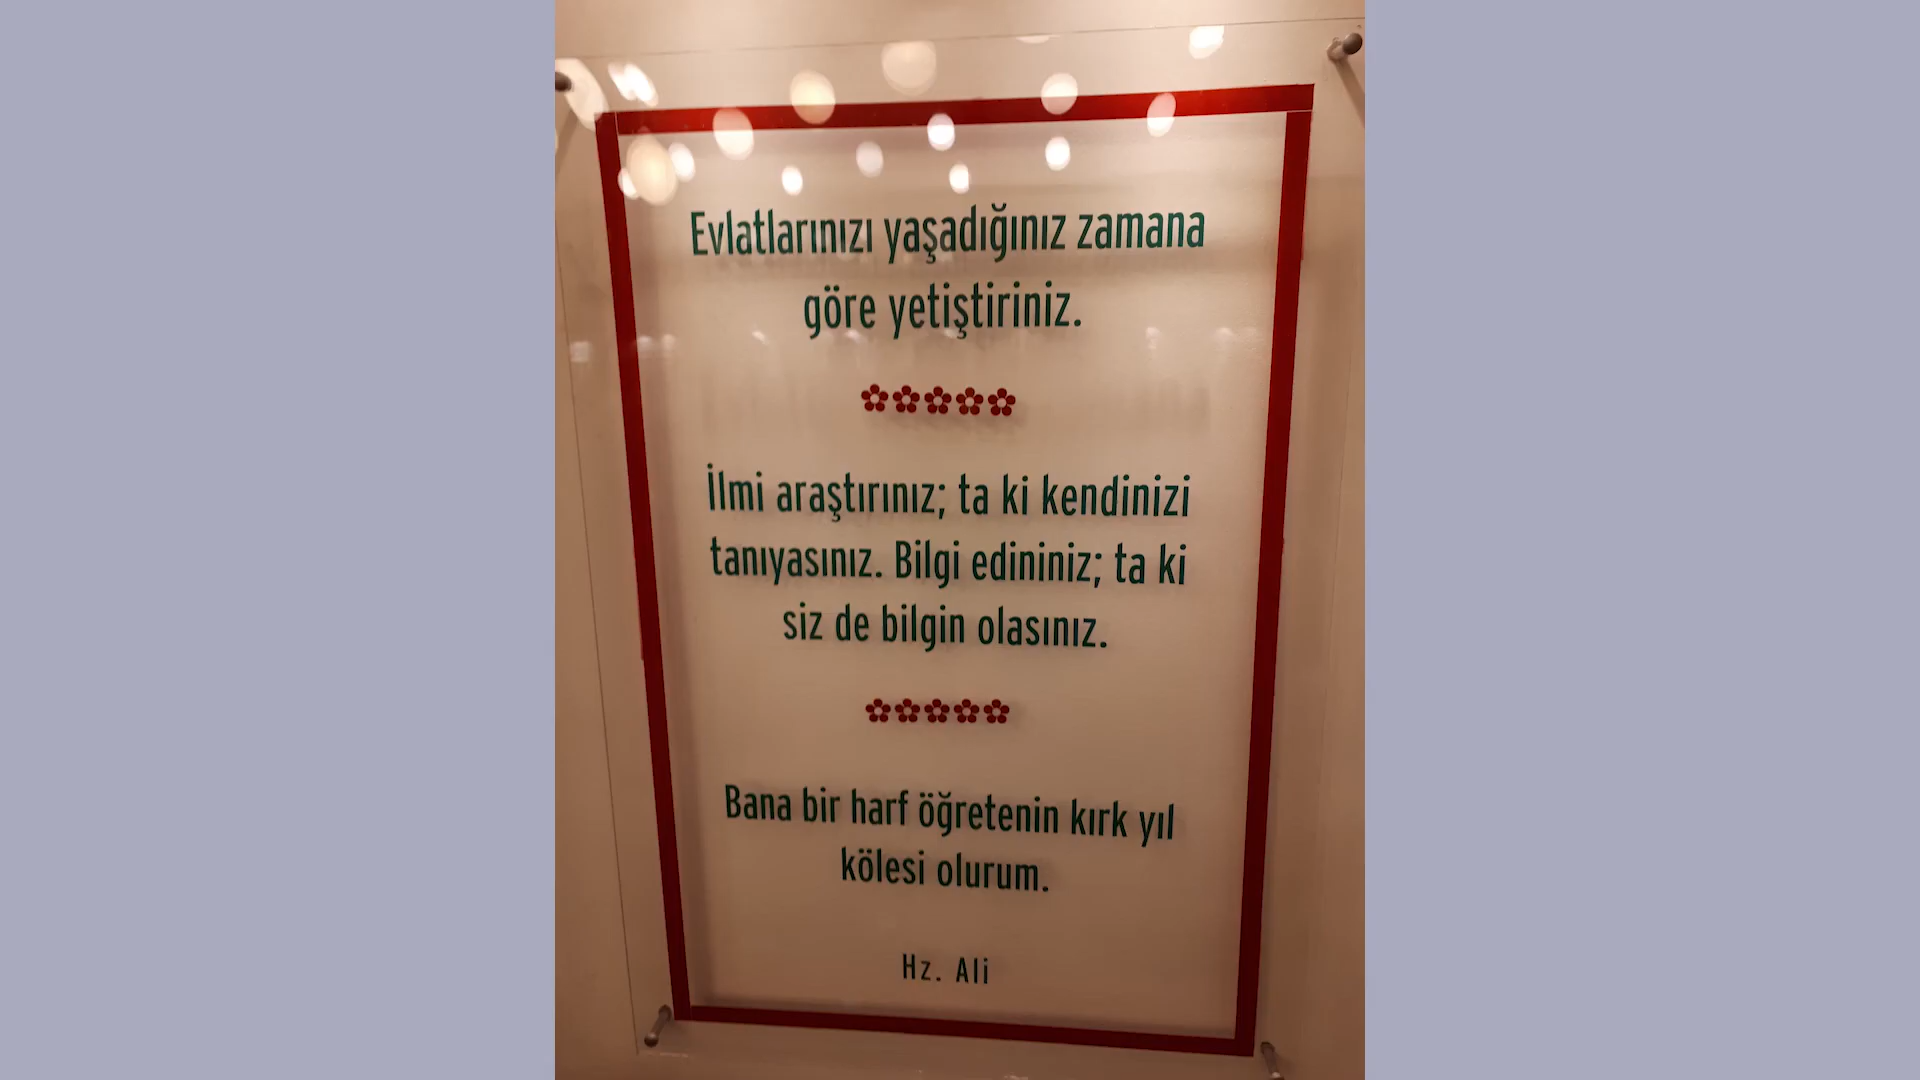 Evlatlarınızı yaşadığınız zamana
göre yetiştiriniz.
İlmi araştırınız; ta ki kendinizi
tanıyasınız. Bilgi edininiz; ta ki
siz de bilgin olasınız.
Bana bir harf öğretenin kırk yıl
kölesi olurum.
Hz. Ali